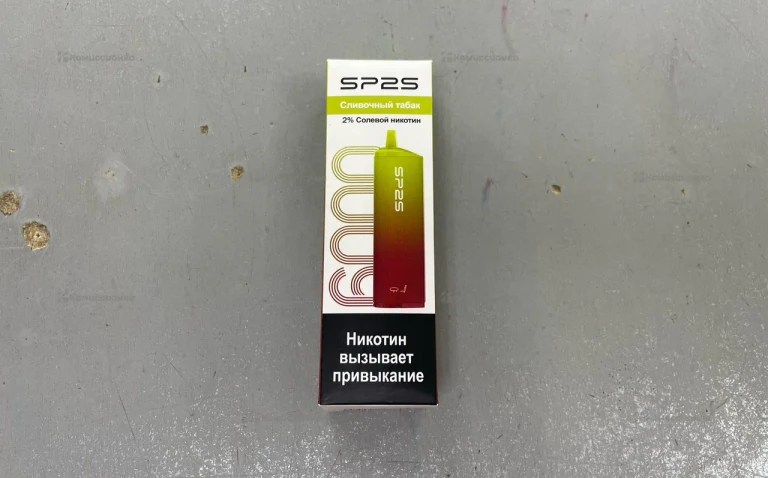 SP2S
Сливочный табак
2% Солевой никотин
SP2S
6000
Никотин
вызывает
привыкание